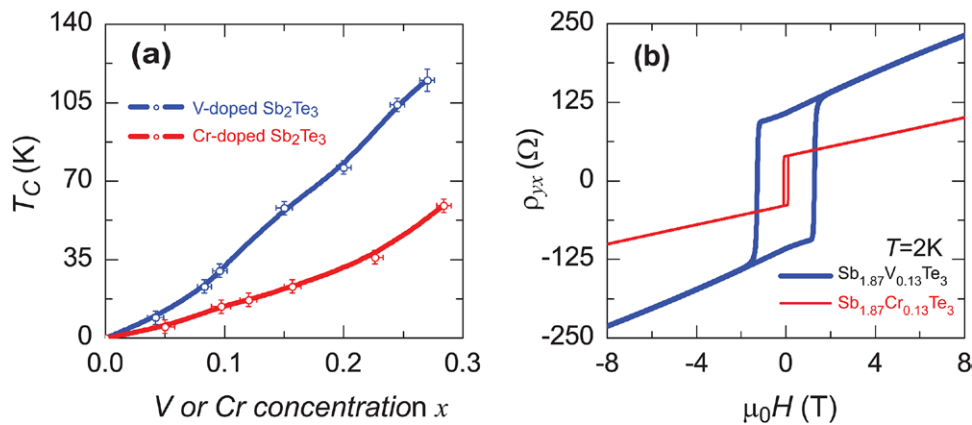 (a)
140
105
70
35
0
T_C (K)
V-doped Sb₂Te₃
Cr-doped Sb₂Te₃
0.0 0.1 0.2 0.3
V or Cr concentration x
(b)
250
125
0
-125
-250
ρ_yx (Ω)
T=2K
Sb₁.₈₇V₀.₁₃Te₃
Sb₁.₈₇Cr₀.₁₃Te₃
-8 -4 0 4 8
μ₀H (T)